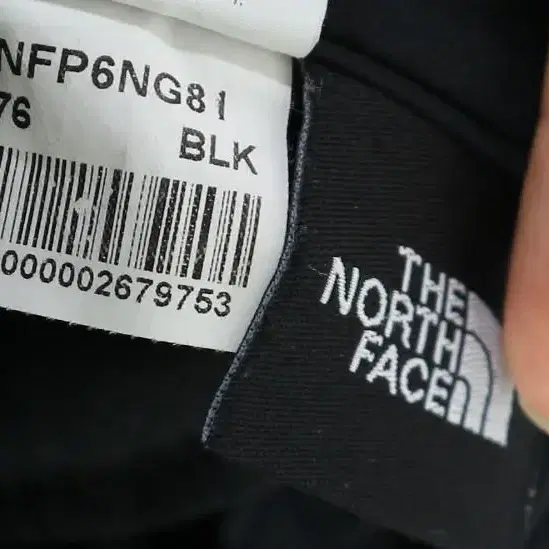 NFP6NG81
76
BLK
000002679753
THE
NORTH
FACE